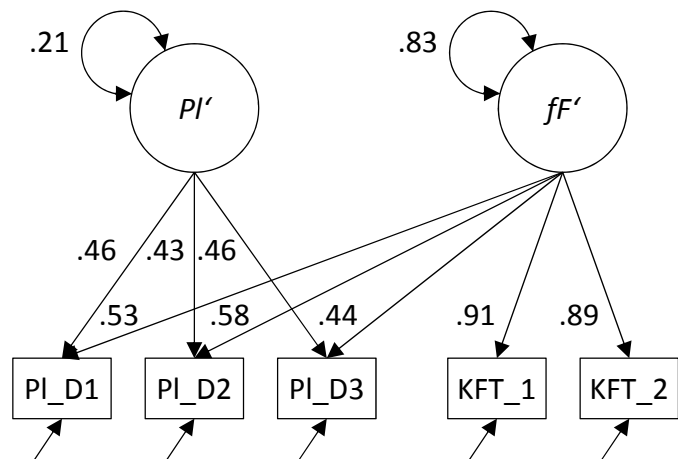 .21
.83
Pl‘
fF‘
.46 .43 .46
.53 .58 .44 .91 .89
Pl_D1 Pl_D2 Pl_D3 KFT_1 KFT_2